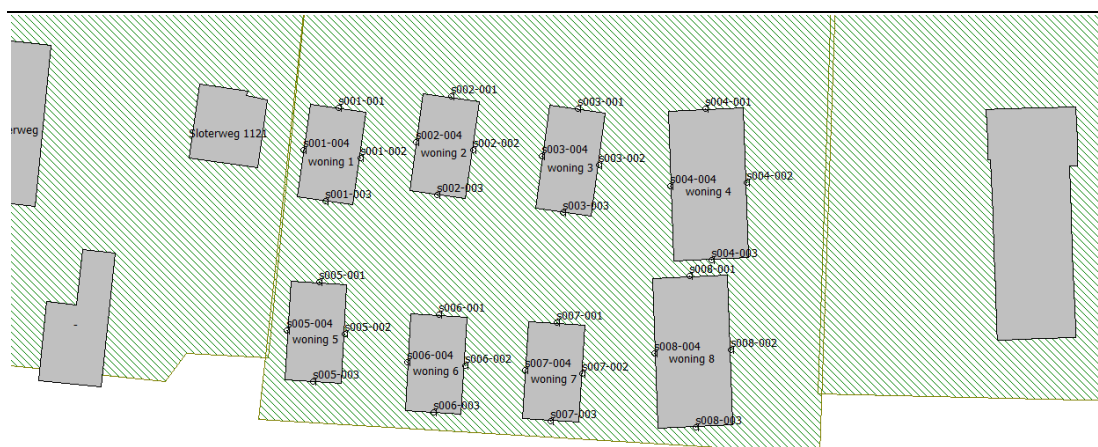 s001-001
s002-001
s003-001
s004-001
erweg
Sloterweg 1121
s001-004
s001-002
woning 1
s002-004
s002-002
woning 2
s003-004
s003-002
woning 3
s004-004
s004-002
woning 4
s001-003
s002-003
s003-003
s004-003
s005-001
s006-001
s007-001
s008-001
-
s005-004
s005-002
woning 5
s006-004
s006-002
woning 6
s007-004
s007-002
woning 7
s008-004
s008-002
woning 8
s005-003
s006-003
s007-003
s008-003